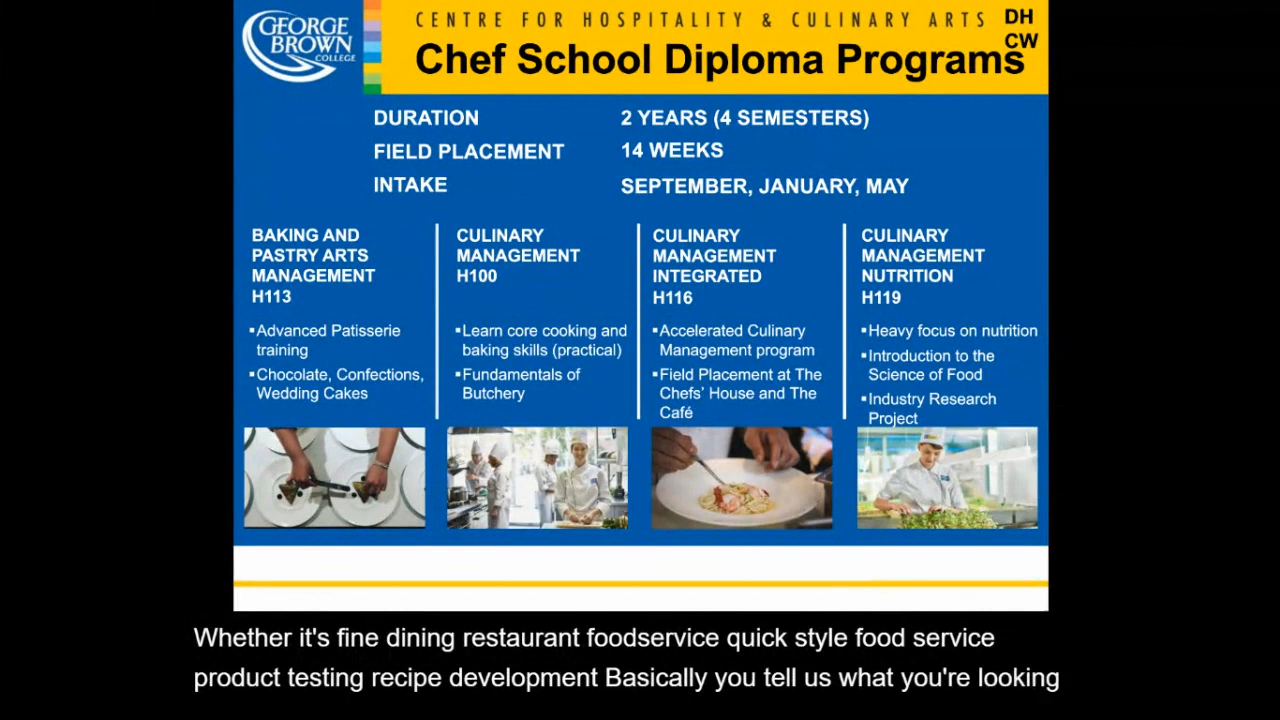 GEORGE
BROWN
COLLEGE
CENTRE FOR HOSPITALITY & CULINARY ARTS
DH
CW
Chef School Diploma Programs
DURATION 2 YEARS (4 SEMESTERS)
FIELD PLACEMENT 14 WEEKS
INTAKE SEPTEMBER, JANUARY, MAY
BAKING AND
PASTRY ARTS
MANAGEMENT
H113
▪Advanced Patisserie
training
▪Chocolate, Confections,
Wedding Cakes
CULINARY
MANAGEMENT
H100
▪Learn core cooking and
baking skills (practical)
▪Fundamentals of
Butchery
CULINARY
MANAGEMENT
INTEGRATED
H116
▪Accelerated Culinary
Management program
▪Field Placement at The
Chefs’ House and The
Café
CULINARY
MANAGEMENT
NUTRITION
H119
▪Heavy focus on nutrition
▪Introduction to the
Science of Food
▪Industry Research
Project
Whether it's fine dining restaurant foodservice quick style food service
product testing recipe development Basically you tell us what you're looking